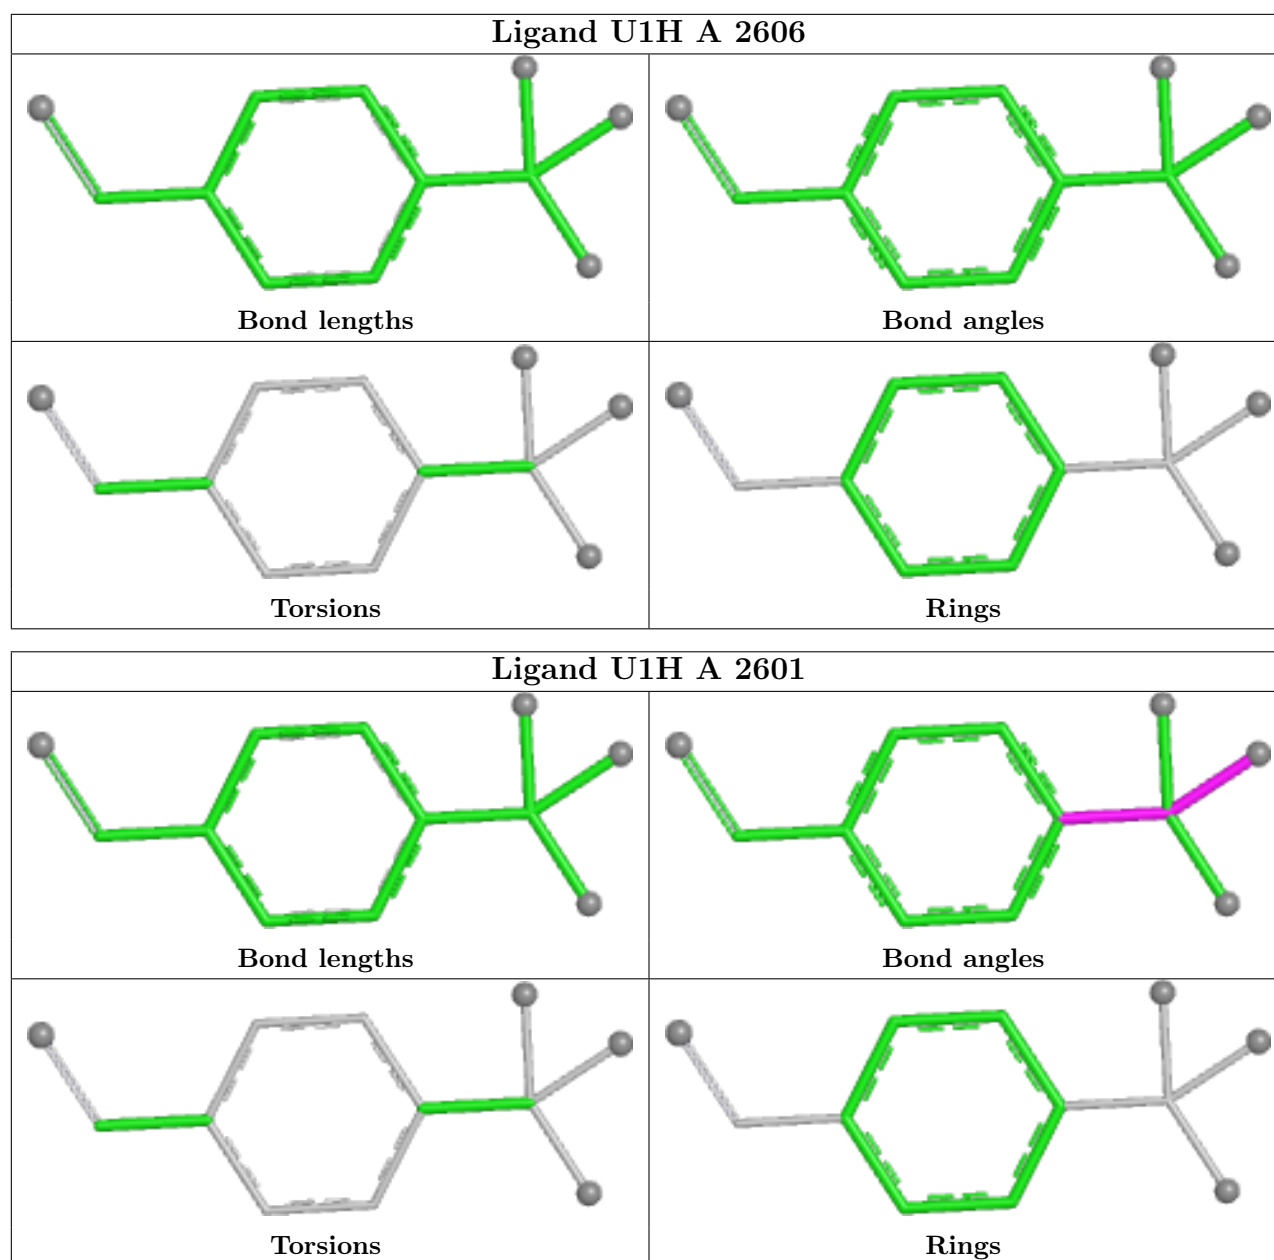 Ligand U1H A 2606
Bond lengths
Bond angles
Torsions
Rings
Ligand U1H A 2601
Bond lengths
Bond angles
Torsions
Rings